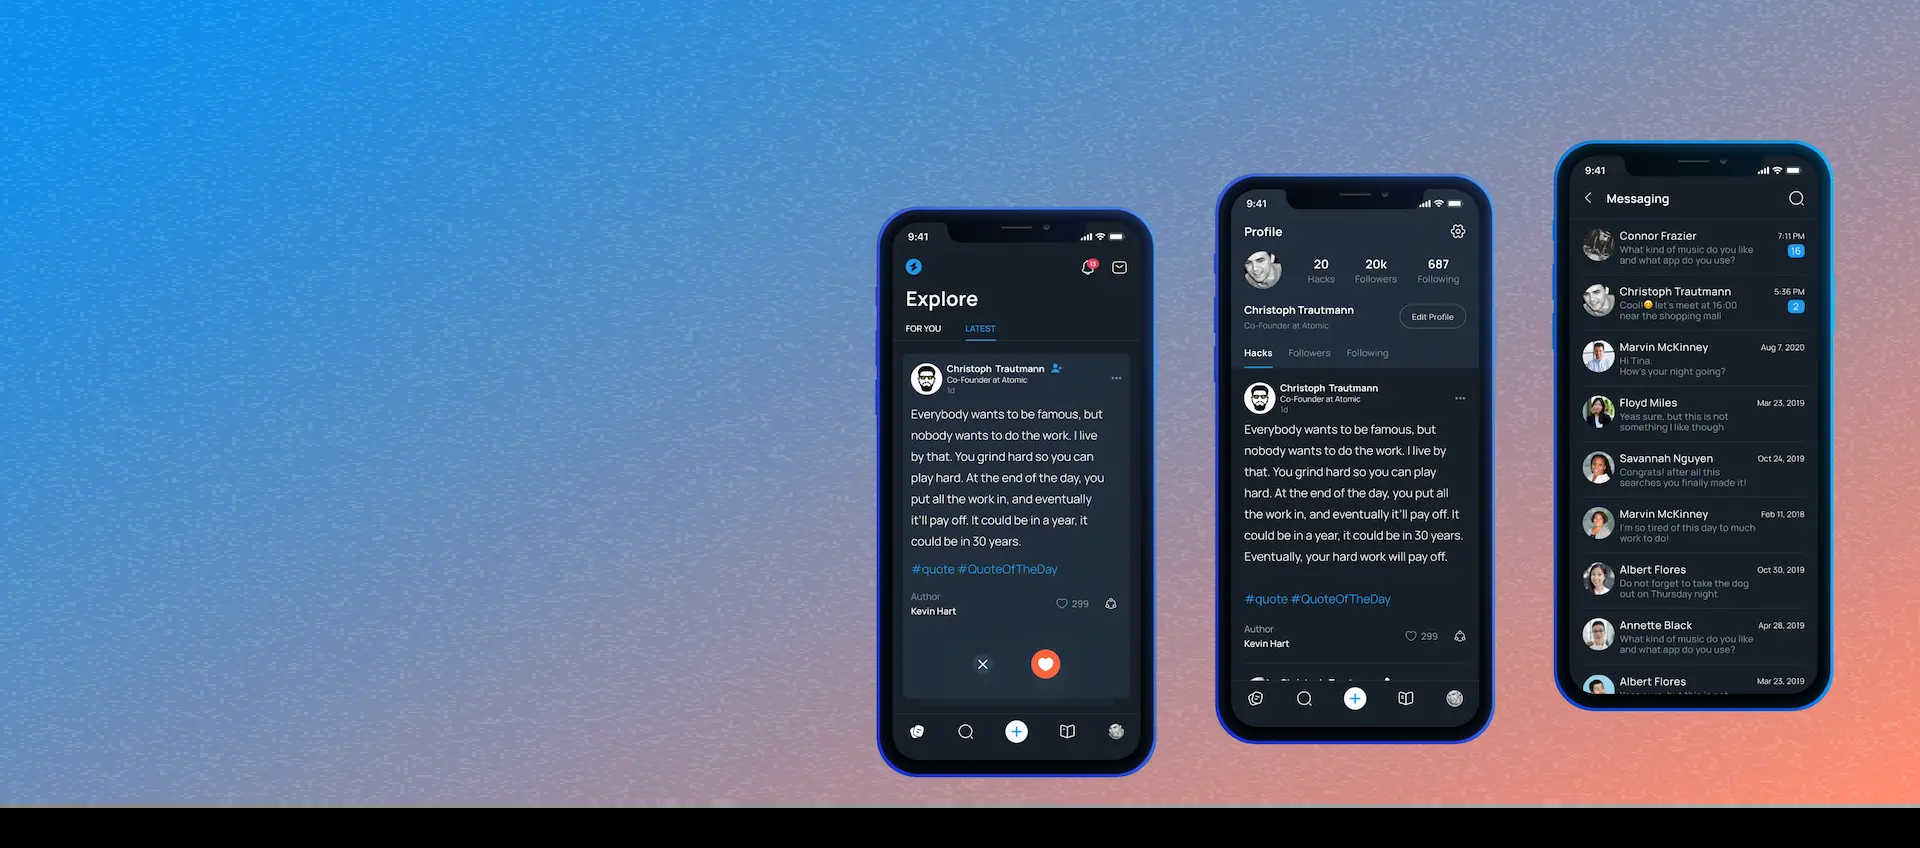 9:41
13
Explore
FOR YOU
LATEST
Christoph Trautmann
Co-Founder at Atomic
1d
Everybody wants to be famous, but
nobody wants to do the work. I live
by that. You grind hard so you can
play hard. At the end of the day, you
put all the work in, and eventually
it'll pay off. It could be in a year, it
could be in 30 years.
#quote #QuoteOfTheDay
Author
Kevin Hart
299
9:41
Profile
20
Hacks
20k
Followers
687
Following
Christoph Trautmann
Co-Founder at Atomic
Edit Profile
Hacks
Followers
Following
Christoph Trautmann
Co-Founder at Atomic
1d
Everybody wants to be famous, but
nobody wants to do the work. I live by
that. You grind hard so you can play
hard. At the end of the day, you put all
the work in, and eventually it'll pay off. It
could be in a year, it could be in 30 years.
Eventually, your hard work will pay off.
#quote #QuoteOfTheDay
Author
Kevin Hart
299
9:41
Messaging
Connor Frazier
7:11 PM
What kind of music do you like
and what app do you use?
16
Christoph Trautmann
5:36 PM
Cool!😊 let's meet at 16:00
near the shopping mall
2
Marvin McKinney
Aug 7, 2020
Hi Tina.
How's your night going?
Floyd Miles
Mar 23, 2019
Yeas sure, but this is not
something I like though
Savannah Nguyen
Oct 24, 2019
Congrats! after all this
searches you finally made it!
Marvin McKinney
Feb 11, 2018
I'm so tired of this day to much
work to do!
Albert Flores
Oct 30, 2019
Do not forget to take the dog
out on Thursday night
Annette Black
Apr 28, 2019
What kind of music do you like
and what app do you use?
Albert Flores
Mar 23, 2019